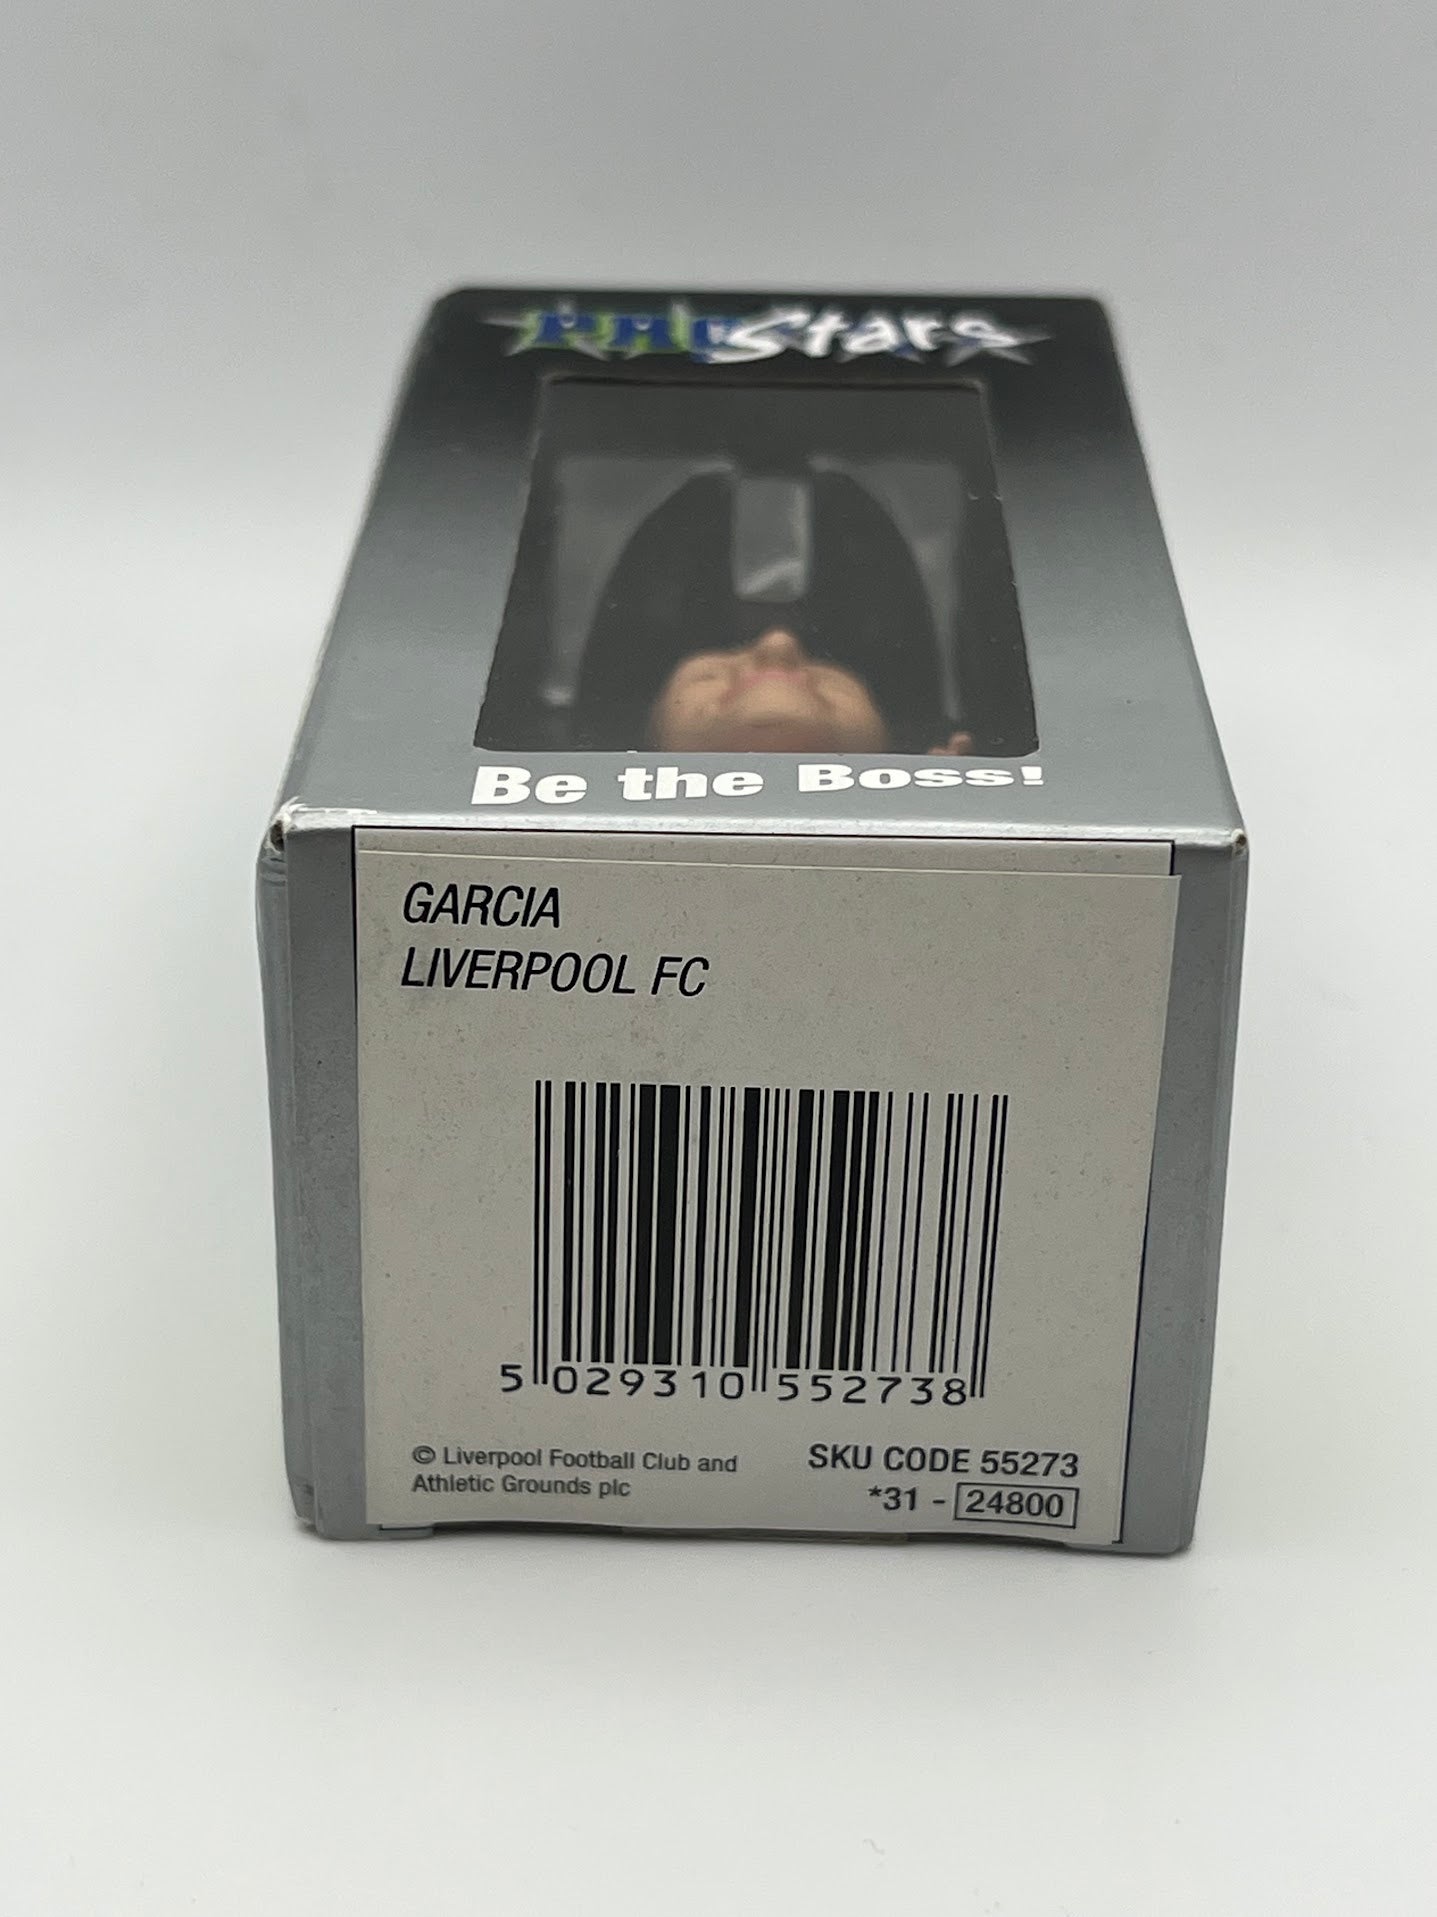 ProStars
Be the Boss!
GARCIA
LIVERPOOL FC
5 029310 552738
© Liverpool Football Club and
Athletic Grounds plc
SKU CODE 55273
*31 - 24800